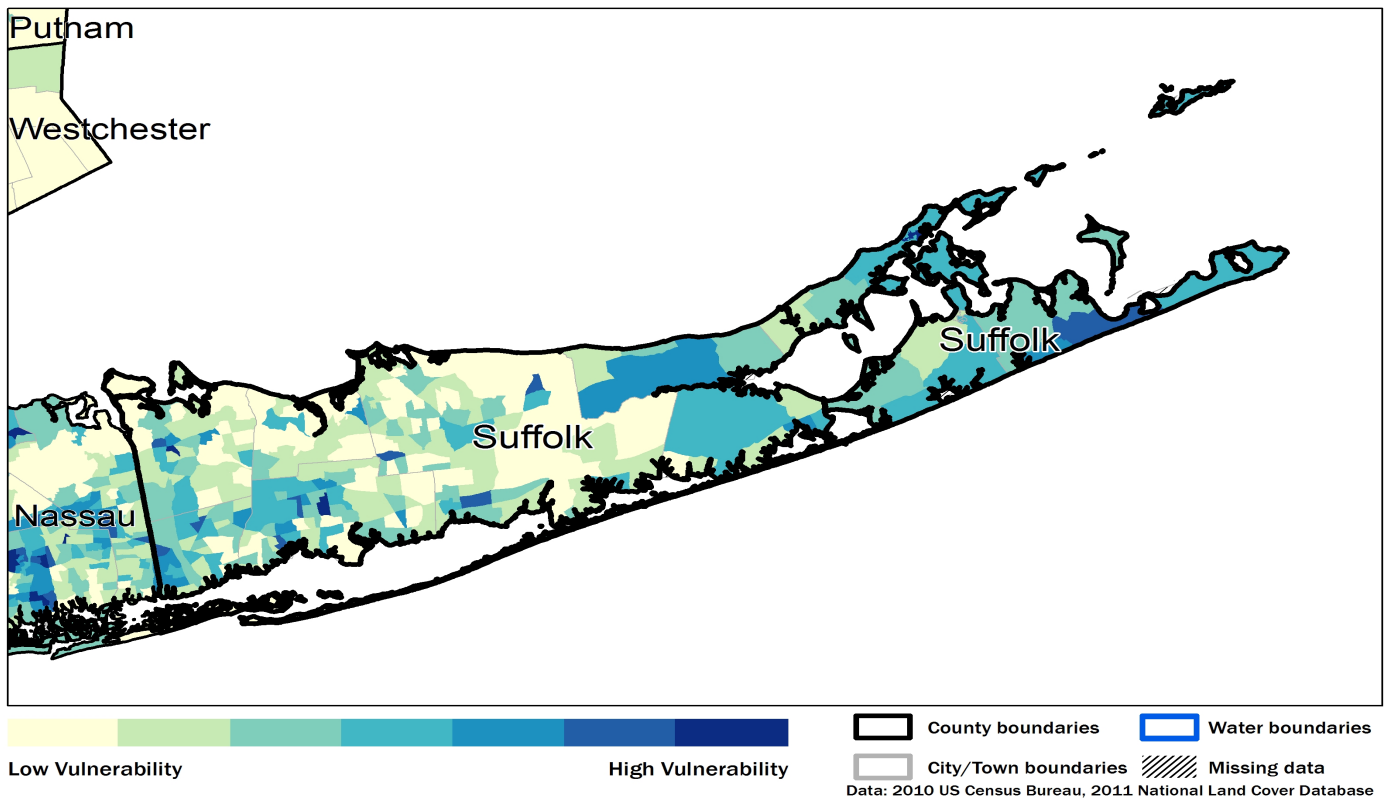 Putnam
Westchester
Suffolk
Suffolk
Nassau
Low Vulnerability
High Vulnerability
County boundaries
Water boundaries
City/Town boundaries
Missing data
Data: 2010 US Census Bureau, 2011 National Land Cover Database